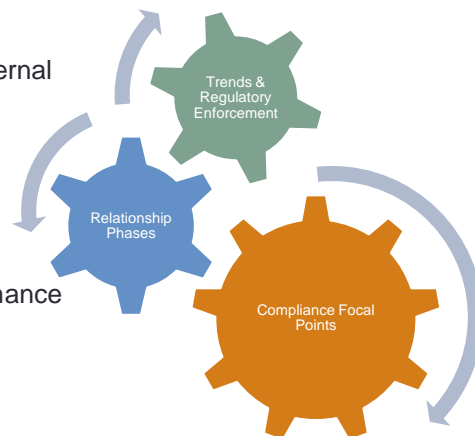 ernal
Trends &
Regulatory
Enforcement
Relationship
Phases
nance
Compliance Focal
Points